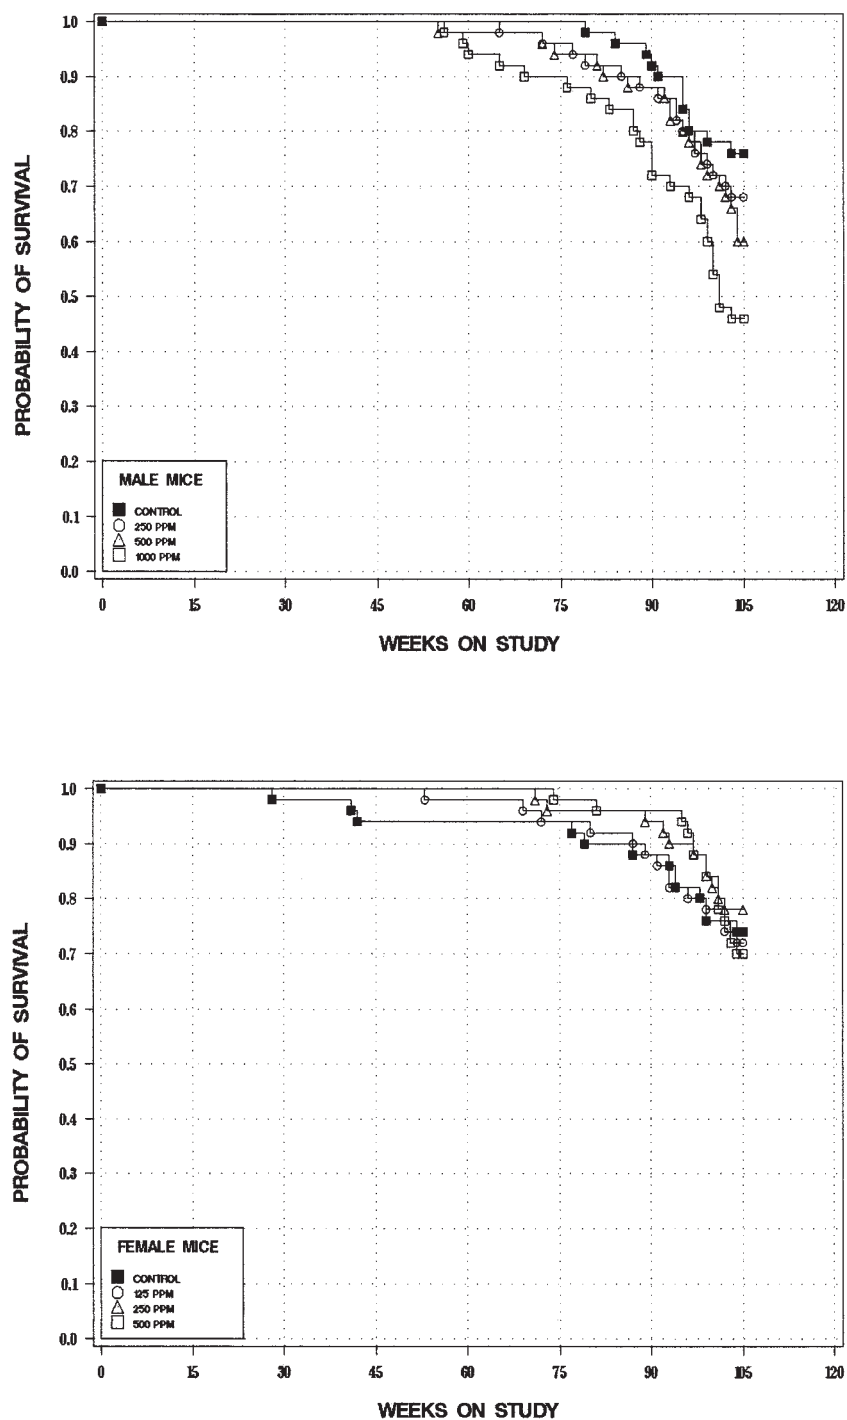 1.0
0.9
0.8
0.7
0.6
0.5
0.4
0.3
0.2
0.1
0.0
PROBABILITY OF SURVIVAL
MALE MICE
CONTROL
250 PPM
500 PPM
1000 PPM
0 15 30 45 60 75 90 105 120
WEEKS ON STUDY
1.0
0.9
0.8
0.7
0.6
0.5
0.4
0.3
0.2
0.1
0.0
PROBABILITY OF SURVIVAL
FEMALE MICE
CONTROL
125 PPM
250 PPM
500 PPM
0 15 30 45 60 75 90 105 120
WEEKS ON STUDY